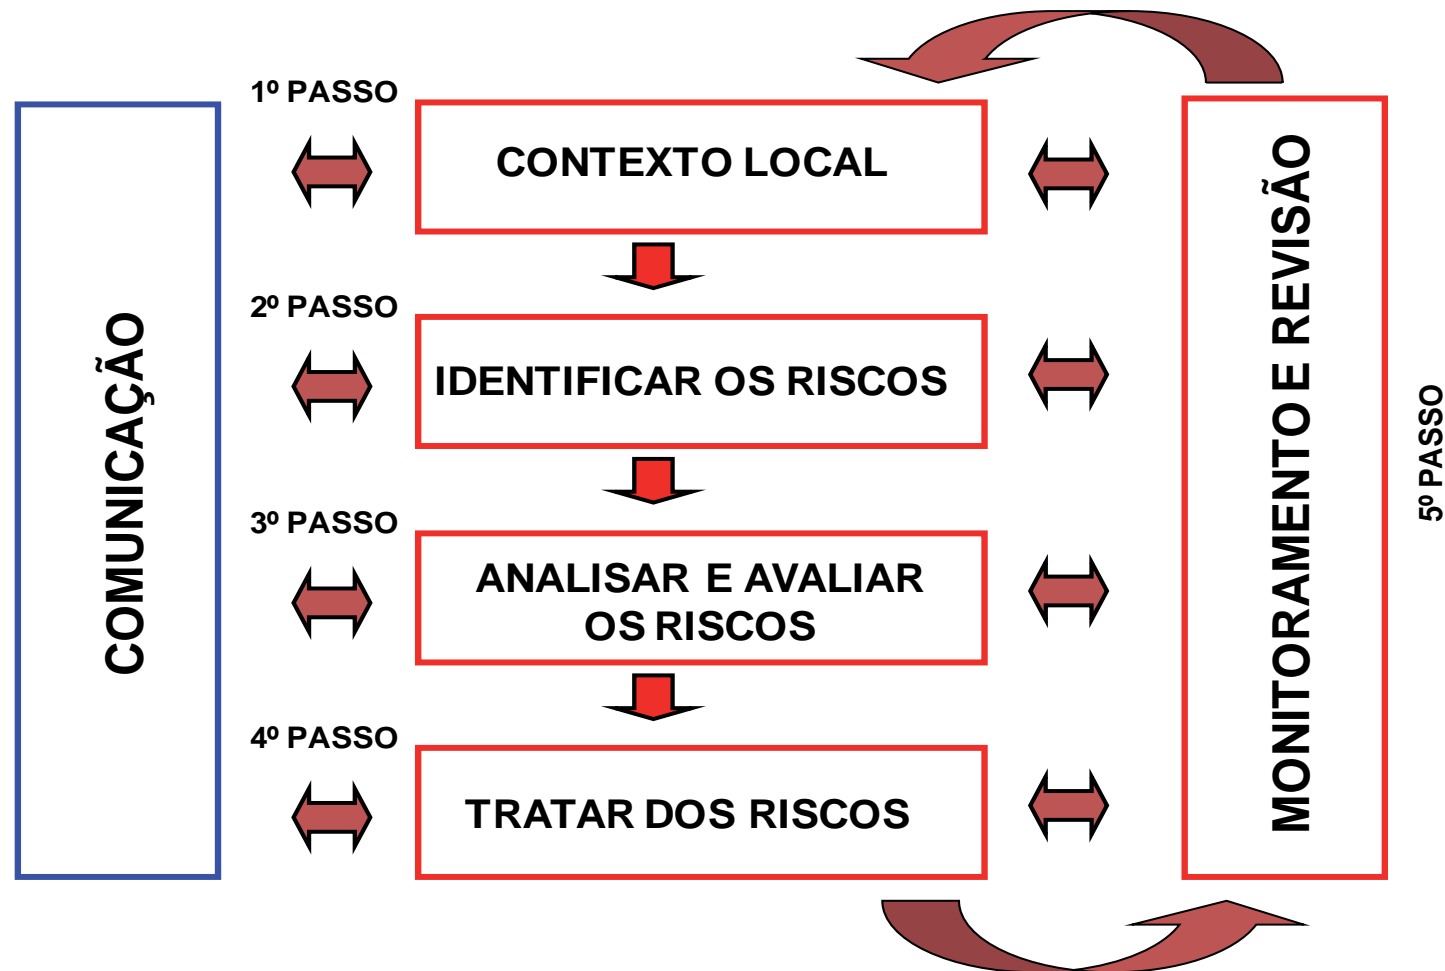 COMUNICAÇÃO
1º PASSO
CONTEXTO LOCAL
2º PASSO
IDENTIFICAR OS RISCOS
3º PASSO
ANALISAR E AVALIAR
OS RISCOS
4º PASSO
TRATAR DOS RISCOS
MONITORAMENTO E REVISÃO
5º PASSO